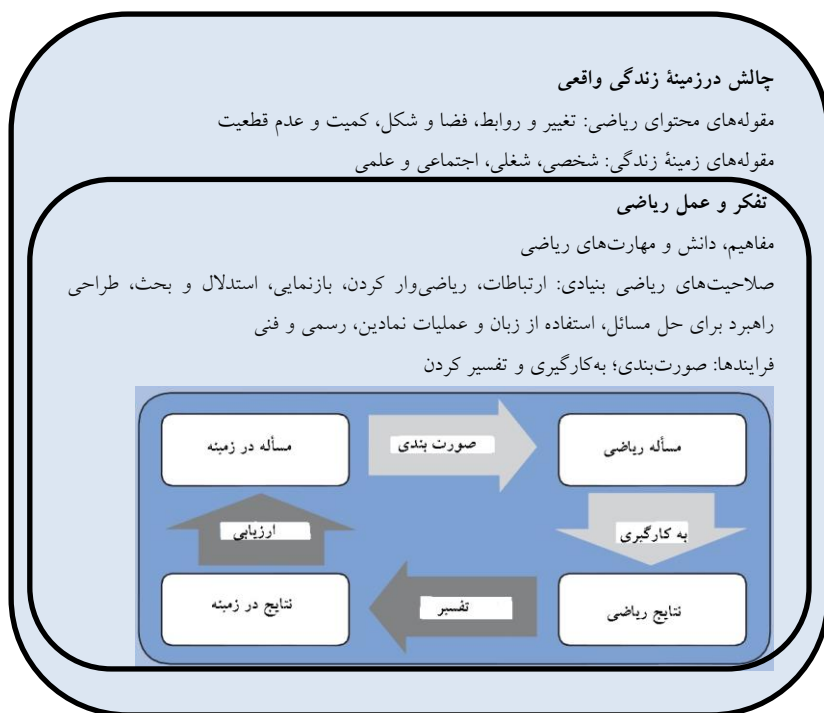 چالش درزمینهٔ زندگی واقعی
مقوله‌های محتوای ریاضی: تغییر و روابط، فضا و شکل، کمیت و عدم قطعیت
مقوله‌های زمینهٔ زندگی: شخصی، شغلی، اجتماعی و علمی
تفکر و عمل ریاضی
مفاهیم، دانش و مهارت‌های ریاضی
صلاحیت‌های ریاضی بنیادی: ارتباطات، ریاضی‌وار کردن، بازنمایی، استدلال و بحث، طراحی
راهبرد برای حل مسائل، استفاده از زبان و عملیات نمادین، رسمی و فنی
فرایندها: صورت‌بندی؛ به‌کارگیری و تفسیر کردن
مسأله ریاضی
صورت بندی
مسأله در زمینه
به کارگیری
ارزیابی
نتایج ریاضی
تفسیر
نتایج در زمینه